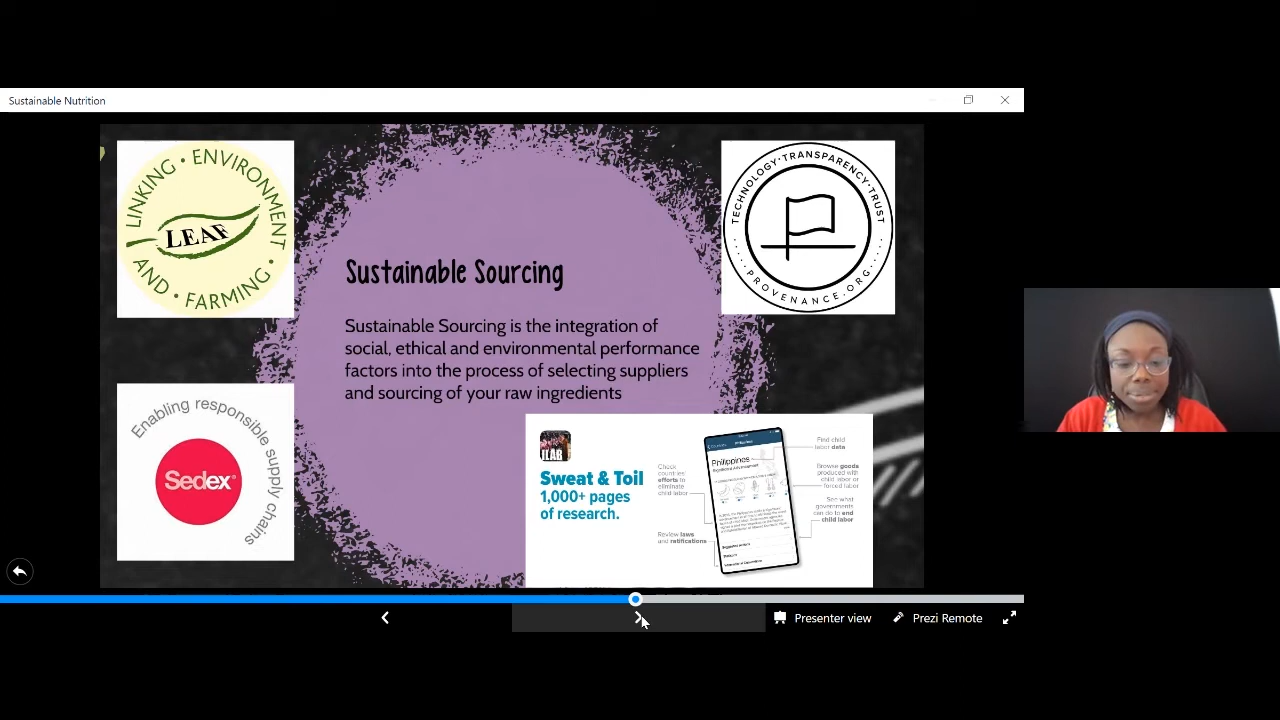 Sustainable Nutrition
LINKING • ENVIRONMENT • AND • FARMING •
LEAF
TECHNOLOGY • TRANSPARENCY • TRUST
PROVENANCE.ORG
Sustainable Sourcing
Sustainable Sourcing is the integration of
social, ethical and environmental performance
factors into the process of selecting suppliers
and sourcing of your raw ingredients
Enabling responsible supply chains
Sedex®
ILAB
Sweat & Toil
1,000+ pages
of research.
Check
countries'
efforts to
eliminate
child labor
Review laws
and ratifications
Philippines
Find child
labor data
Browse goods
produced with
child labor or
forced labor
See what
governments
can do to end
child labor
Presenter view
Prezi Remote